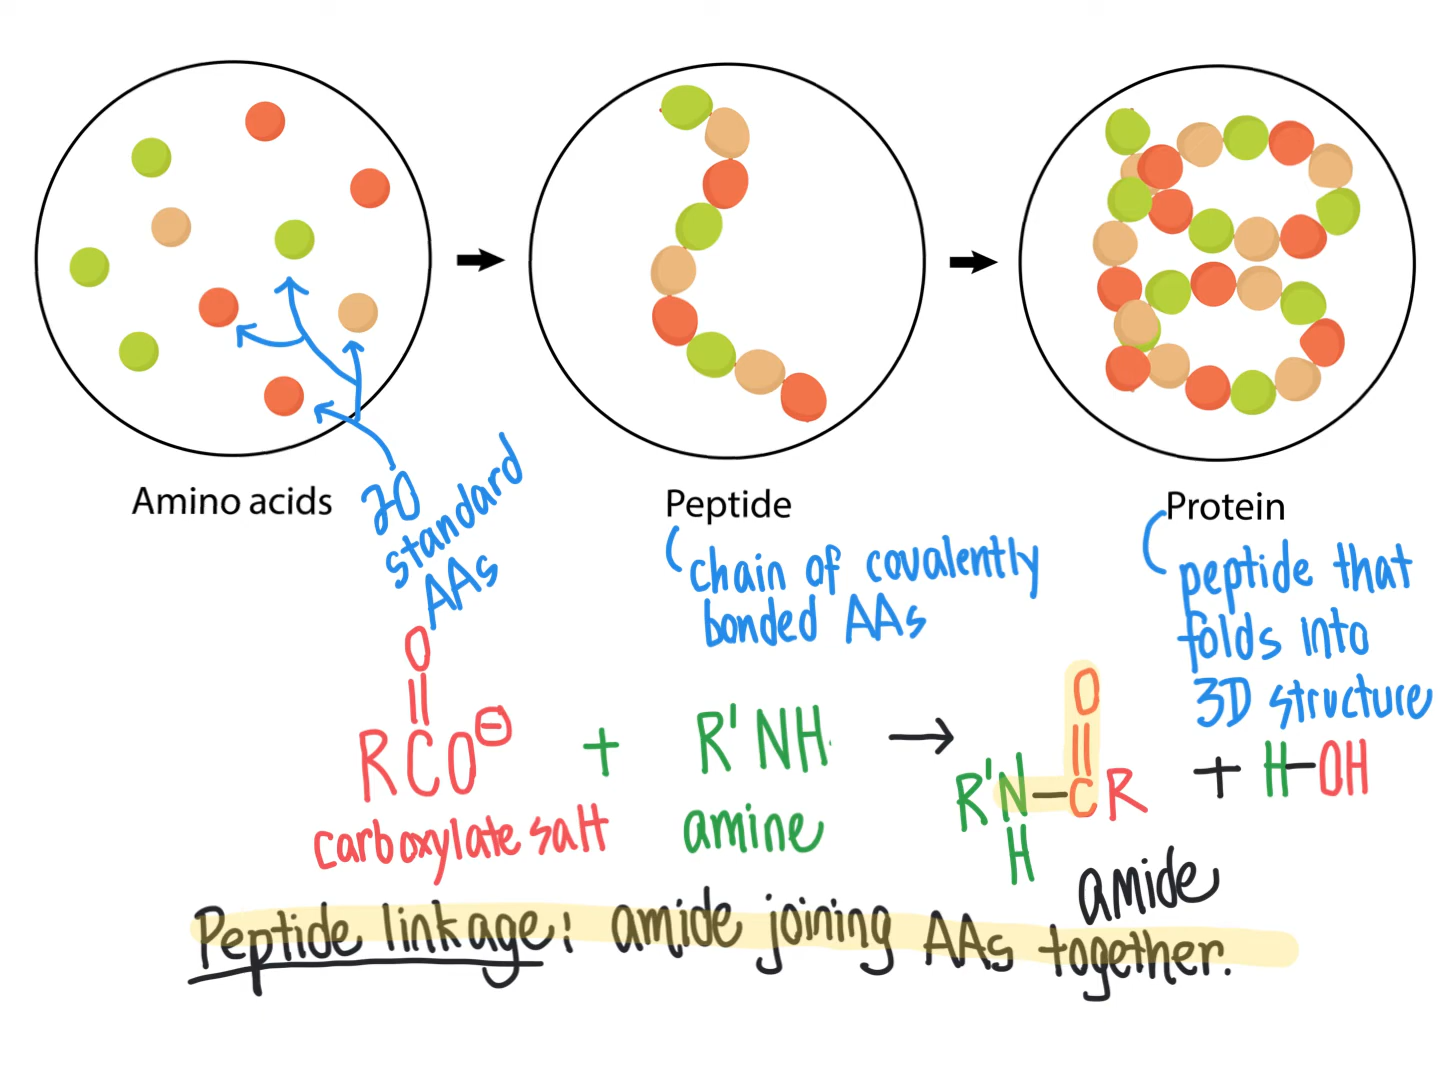 Amino acids
Peptide
Protein
20
standard
AAs
chain of covalently
bonded AAs
peptide that
folds into
3D structure
O
||
RCO⊖ + R'NH → R'N—CR + H—OH
O
||
H
carboxylate salt
amine
amide
Peptide linkage: amide joining AAs together.